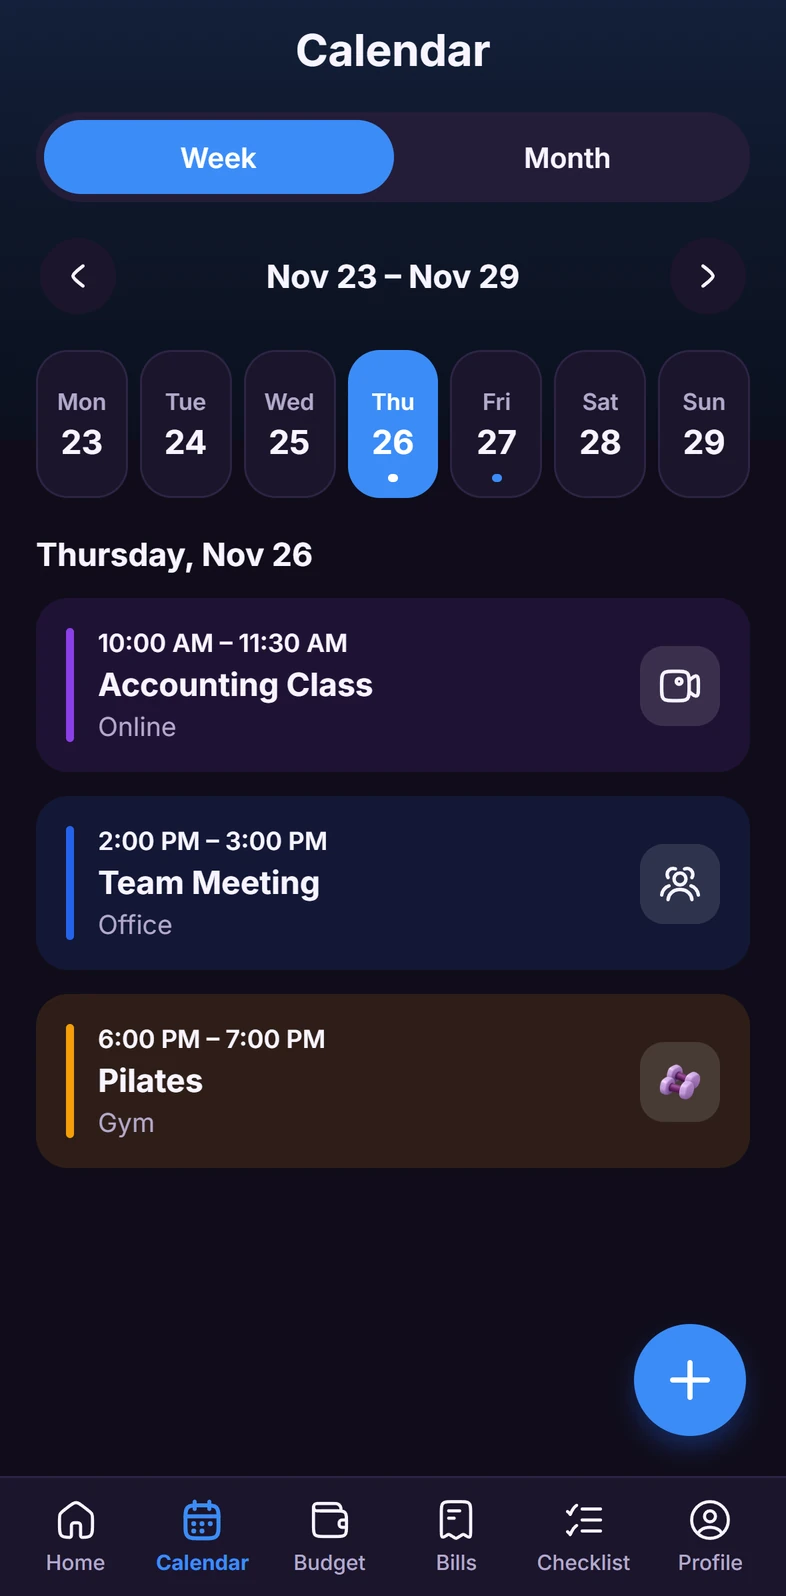 Calendar
Week Month
Nov 23 – Nov 29
Mon Tue Wed Thu Fri Sat Sun
23 24 25 26 27 28 29
Thursday, Nov 26
10:00 AM – 11:30 AM
Accounting Class
Online
2:00 PM – 3:00 PM
Team Meeting
Office
6:00 PM – 7:00 PM
Pilates
Gym
Home Calendar Budget Bills Checklist Profile